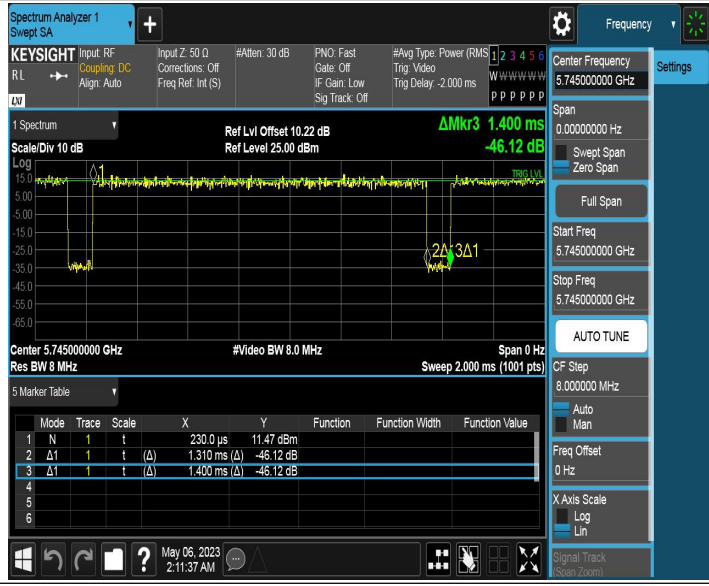 Spectrum Analyzer 1
Swept SA
+
Frequency
KEYSIGHT
RL
LXI
Input: RF
Coupling: DC
Align: Auto
Input Z: 50 Ω
Corrections: Off
Freq Ref: Int (S)
#Atten: 30 dB
PNO: Fast
Gate: Off
IF Gain: Low
Sig Track: Off
#Avg Type: Power (RMS
Trig: Video
Trig Delay: -2.000 ms
1 2 3 4 5 6
W W W W W W
P P P P P P
1 Spectrum
Scale/Div 10 dB
Ref Lvl Offset 10.22 dB
Ref Level 25.00 dBm
ΔMkr3 1.400 ms
-46.12 dB
Log
15.0
5.00
-5.00
-15.0
-25.0
-35.0
-45.0
-55.0
-65.0
1
TRIG LVL
2Δ1
3Δ1
Center 5.745000000 GHz
Res BW 8 MHz
#Video BW 8.0 MHz
Span 0 Hz
Sweep 2.000 ms (1001 pts)
5 Marker Table
Mode Trace Scale X Y Function Function Width Function Value
1 N 1 t 230.0 µs 11.47 dBm
2 Δ1 1 t (Δ) 1.310 ms (Δ) -46.12 dB
3 Δ1 1 t (Δ) 1.400 ms (Δ) -46.12 dB
4
5
6
?
May 06, 2023
2:11:37 AM
Center Frequency
5.745000000 GHz
Settings
Span
0.00000000 Hz
Swept Span
Zero Span
Full Span
Start Freq
5.745000000 GHz
Stop Freq
5.745000000 GHz
AUTO TUNE
CF Step
8.000000 MHz
Auto
Man
Freq Offset
0 Hz
X Axis Scale
Log
Lin
Signal Track
(Span Zoom)